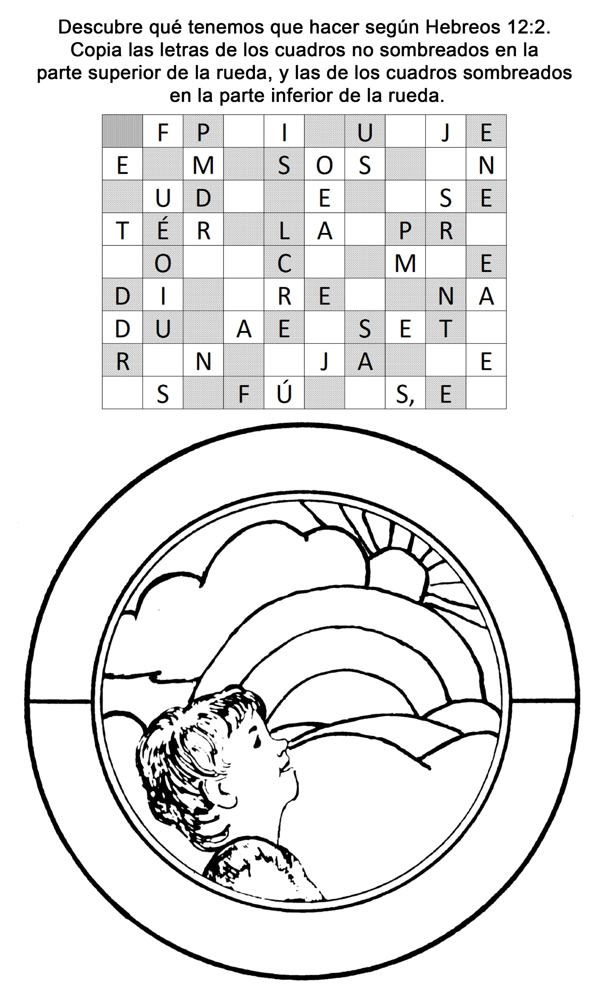 Descubre qué tenemos que hacer según Hebreos 12:2.
Copia las letras de los cuadros no sombreados en la
parte superior de la rueda, y las de los cuadros sombreados
en la parte inferior de la rueda.
F P I U J E
E M S O S N
U D E S E
T É R L A P R
O C M E
D I R E N A
D U A E S E T
R N J A E
S F Ú S, E